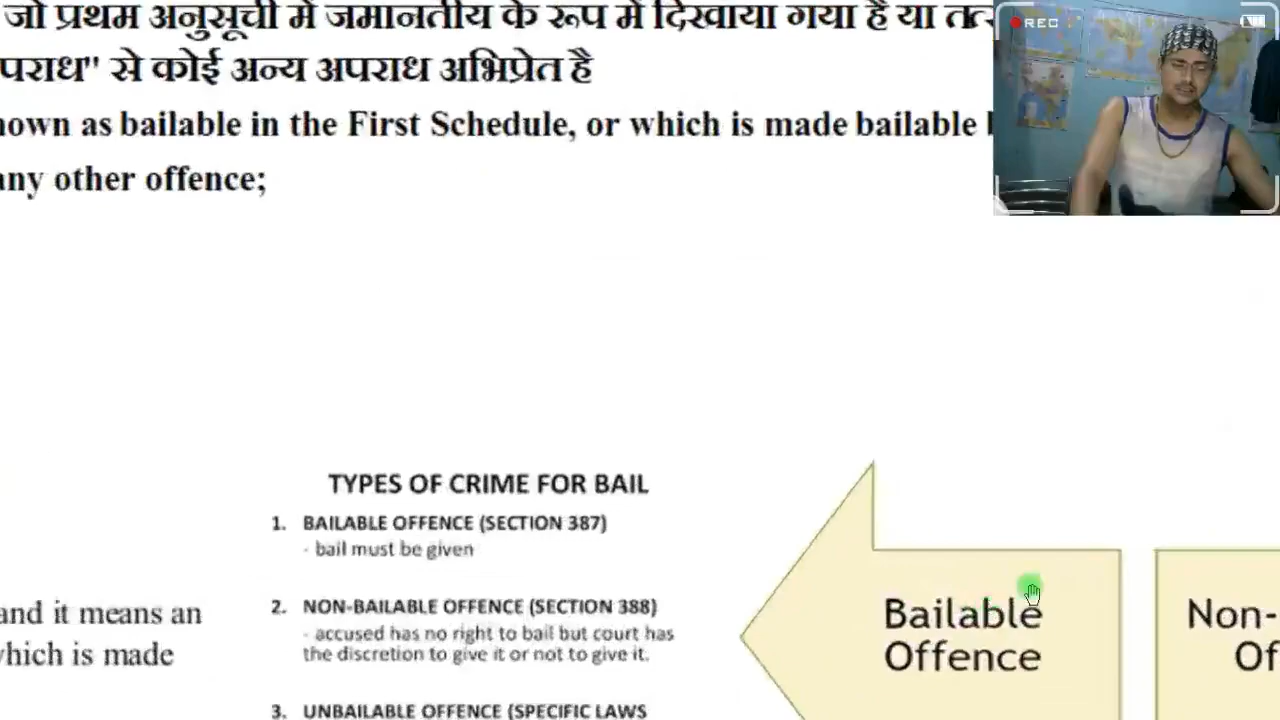 जो प्रथम अनुसूची में जमानतीय के रूप में दिखाया गया है या
REC
पराध" से कोई अन्य अपराध अभिप्रेत है
nown as bailable in the First Schedule, or which is made bailable
any other offence;
TYPES OF CRIME FOR BAIL
1. BAILABLE OFFENCE (SECTION 387)
- bail must be given
2. NON-BAILABLE OFFENCE (SECTION 388)
- accused has no right to bail but court has
the discretion to give it or not to give it.
3. UNBAILABLE OFFENCE (SPECIFIC LAWS
and it means an
which is made
Bailable
Offence
Non-
Of